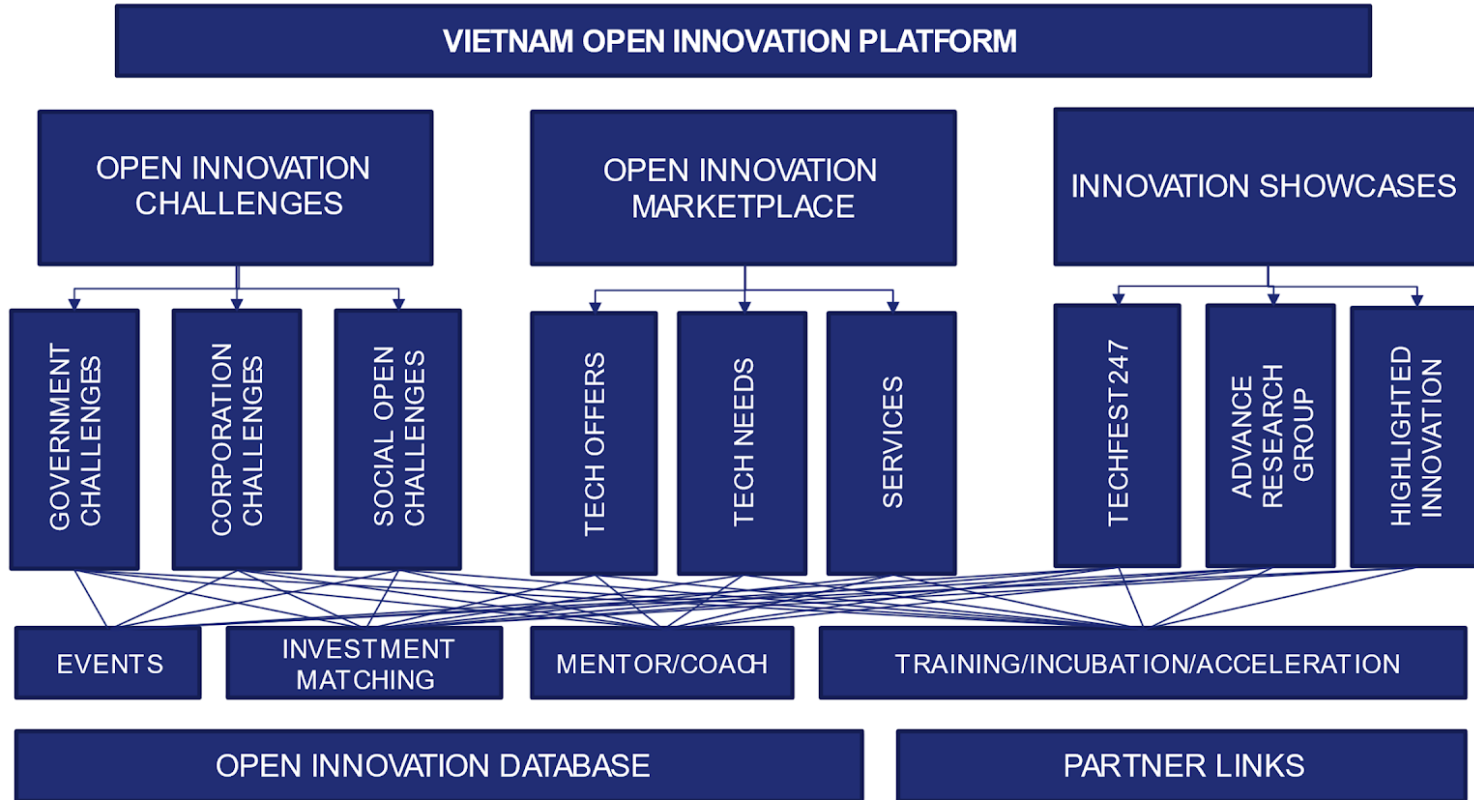 VIETNAM OPEN INNOVATION PLATFORM
OPEN INNOVATION
CHALLENGES
OPEN INNOVATION
MARKETPLACE
INNOVATION SHOWCASES
GOVERNMENT
CHALLENGES
CORPORATION
CHALLENGES
SOCIAL OPEN
CHALLENGES
TECH OFFERS
TECH NEEDS
SERVICES
TECHFEST247
ADVANCE
RESEARCH
GROUP
HIGHLIGHTED
INNOVATION
EVENTS
INVESTMENT
MATCHING
MENTOR/COACH
TRAINING/INCUBATION/ACCELERATION
OPEN INNOVATION DATABASE
PARTNER LINKS